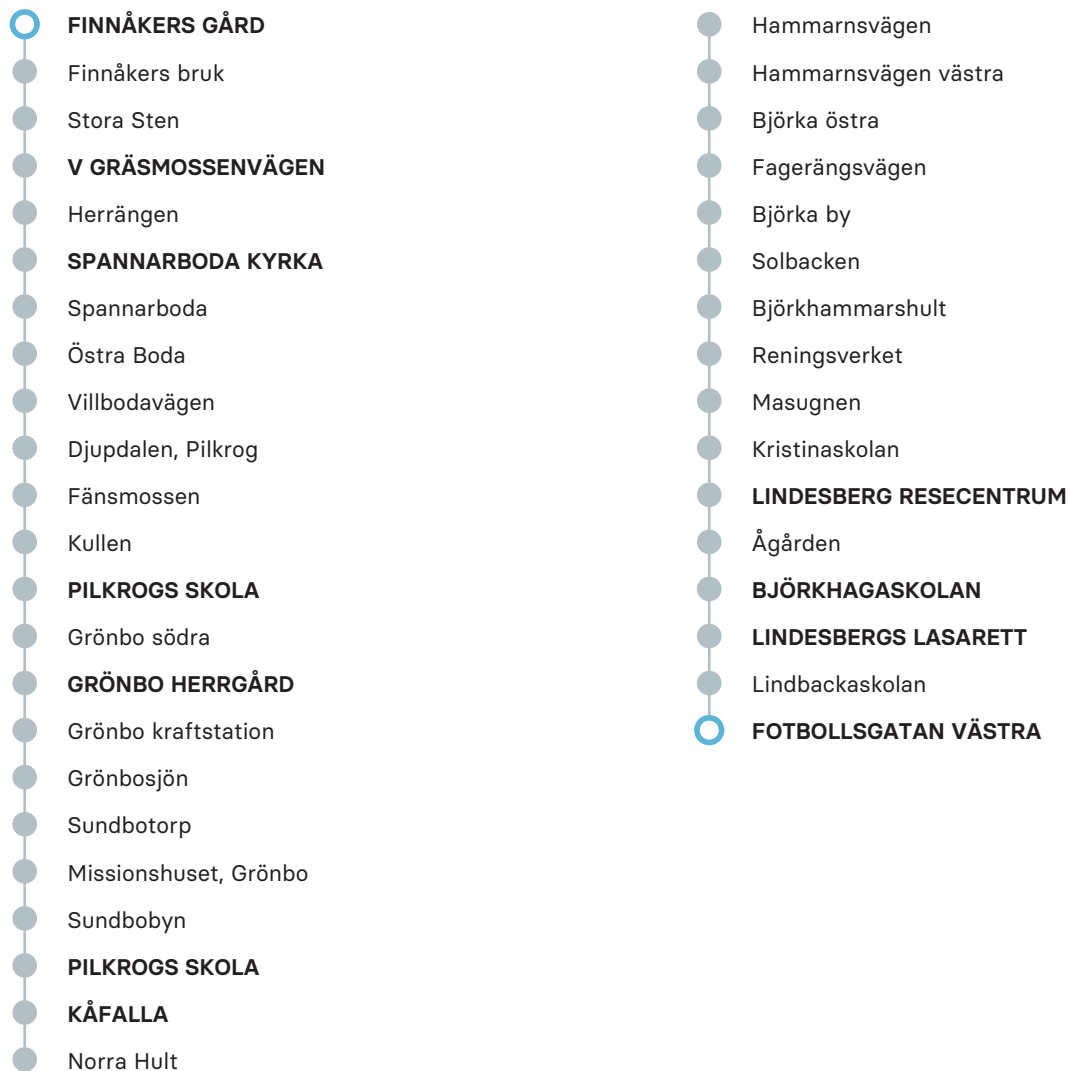 FINNÅKERS GÅRD
Finnåkers bruk
Stora Sten
V GRÄSMOSSENVÄGEN
Herrängen
SPANNARBODA KYRKA
Spannarboda
Östra Boda
Villbodavägen
Djupdalen, Pilkrog
Fänsmossen
Kullen
PILKROGS SKOLA
Grönbo södra
GRÖNBO HERRGÅRD
Grönbo kraftstation
Grönbosjön
Sundbotorp
Missionshuset, Grönbo
Sundbobyn
PILKROGS SKOLA
KÅFALLA
Norra Hult
Hammarnsvägen
Hammarnsvägen västra
Björka östra
Fagerängsvägen
Björka by
Solbacken
Björkhammarshult
Reningsverket
Masugnen
Kristinaskolan
LINDESBERG RESECENTRUM
Ågården
BJÖRKHAGASKOLAN
LINDESBERGS LASARETT
Lindbackaskolan
FOTBOLLSGATAN VÄSTRA